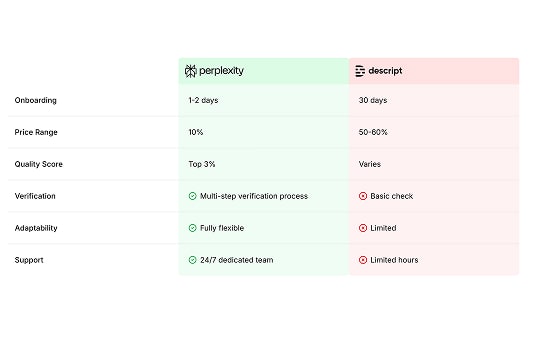 perplexity descript
Onboarding 1-2 days 30 days
Price Range 10% 50-60%
Quality Score Top 3% Varies
Verification Multi-step verification process Basic check
Adaptability Fully flexible Limited
Support 24/7 dedicated team Limited hours